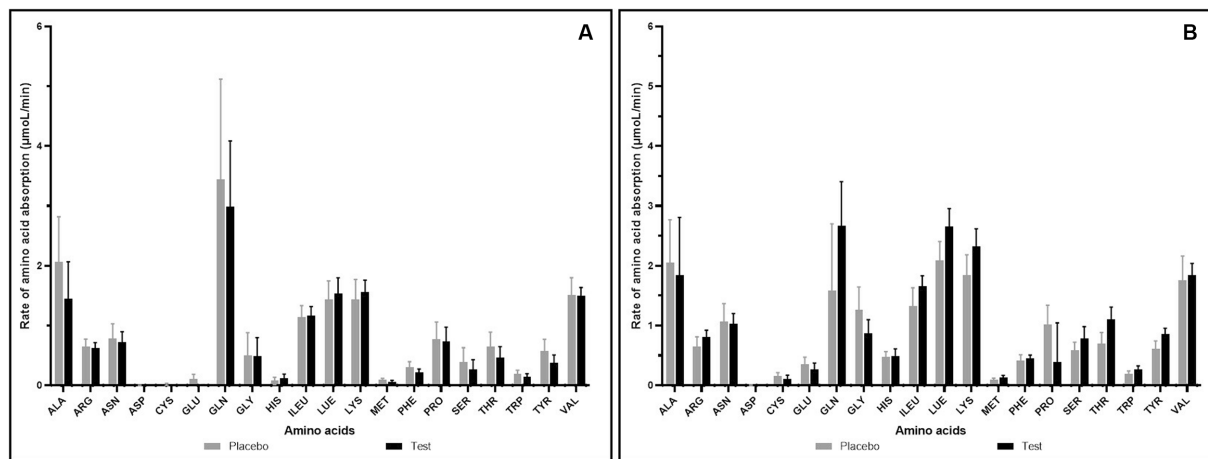 A
Rate of amino acid absorption (µmoL/min)
6
4
2
0
ALA ARG ASN ASP CYS GLU GLN GLY HIS ILEU LUE LYS MET PHE PRO SER THR TRP TYR VAL
Amino acids
Placebo Test
B
Rate of amino acid absorption (µmoL/min)
6
5
4
3
2
1
0
ALA ARG ASN ASP CYS GLU GLN GLY HIS ILEU LUE LYS MET PHE PRO SER THR TRP TYR VAL
Amino acids
Placebo Test